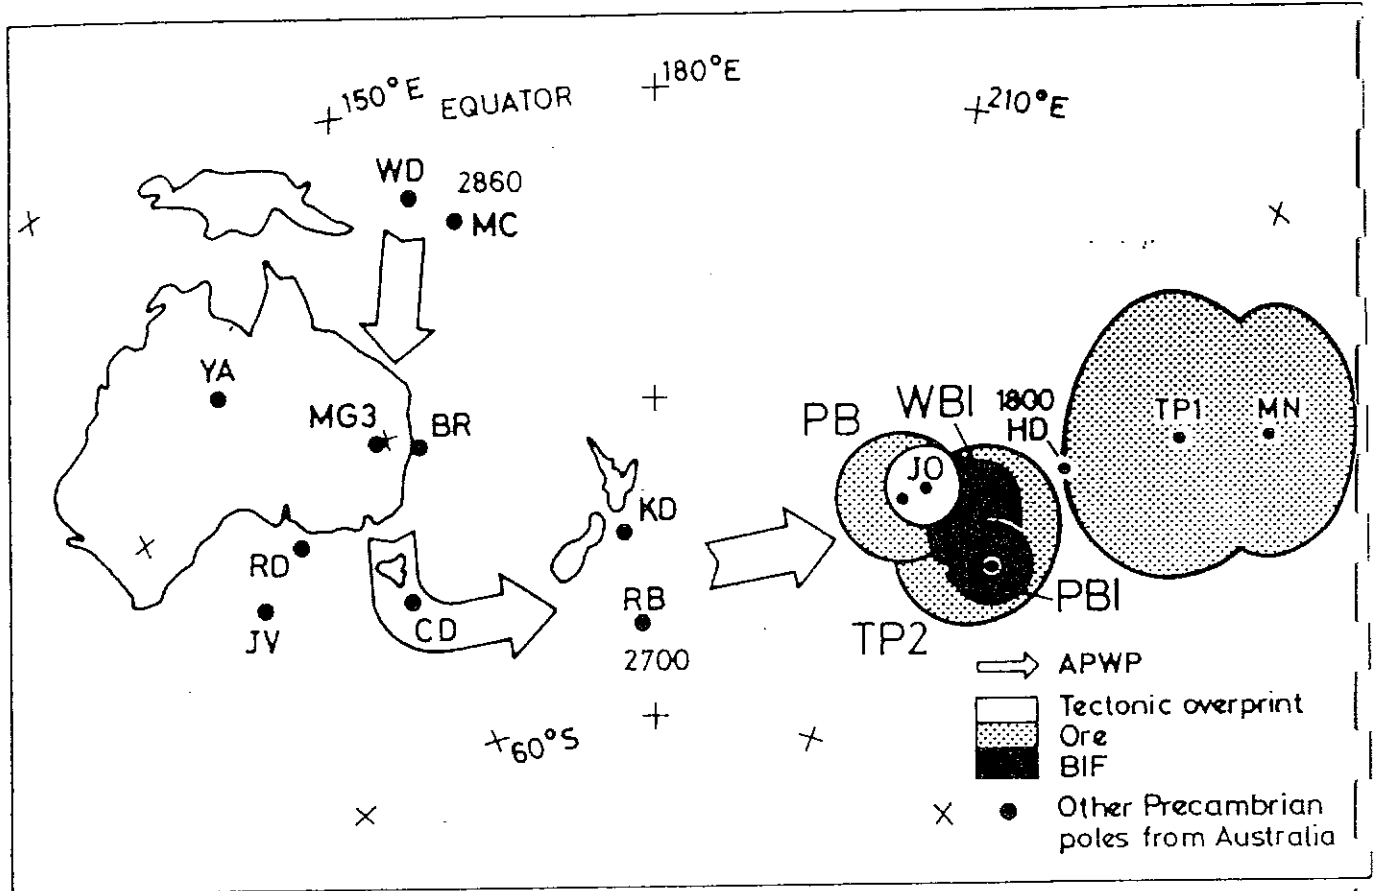 150°E
EQUATOR
180°E
210°E
WD
2860
MC
YA
MG3
BR
PB
WBI
1800
HD
TP1
MN
JO
KD
RD
RB
PBI
CD
JV
TP2
2700
APWP
Tectonic overprint
Ore
BIF
60°S
Other Precambrian
poles from Australia